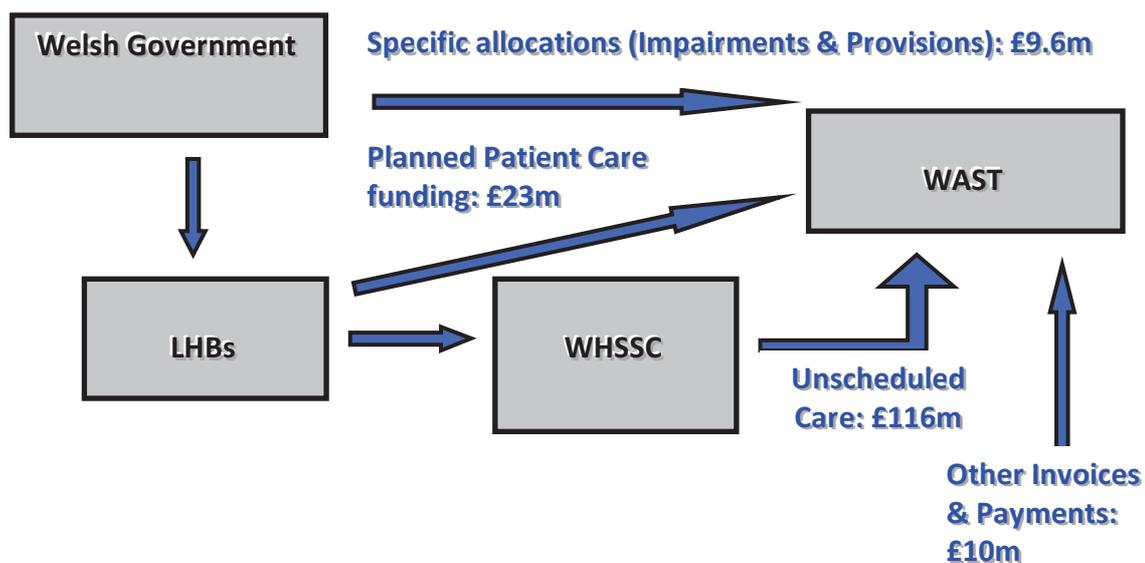 Welsh Government
Specific allocations (Impairments & Provisions): £9.6m
Planned Patient Care
funding: £23m
WAST
LHBs
WHSSC
Unscheduled
Care: £116m
Other Invoices
& Payments:
£10m